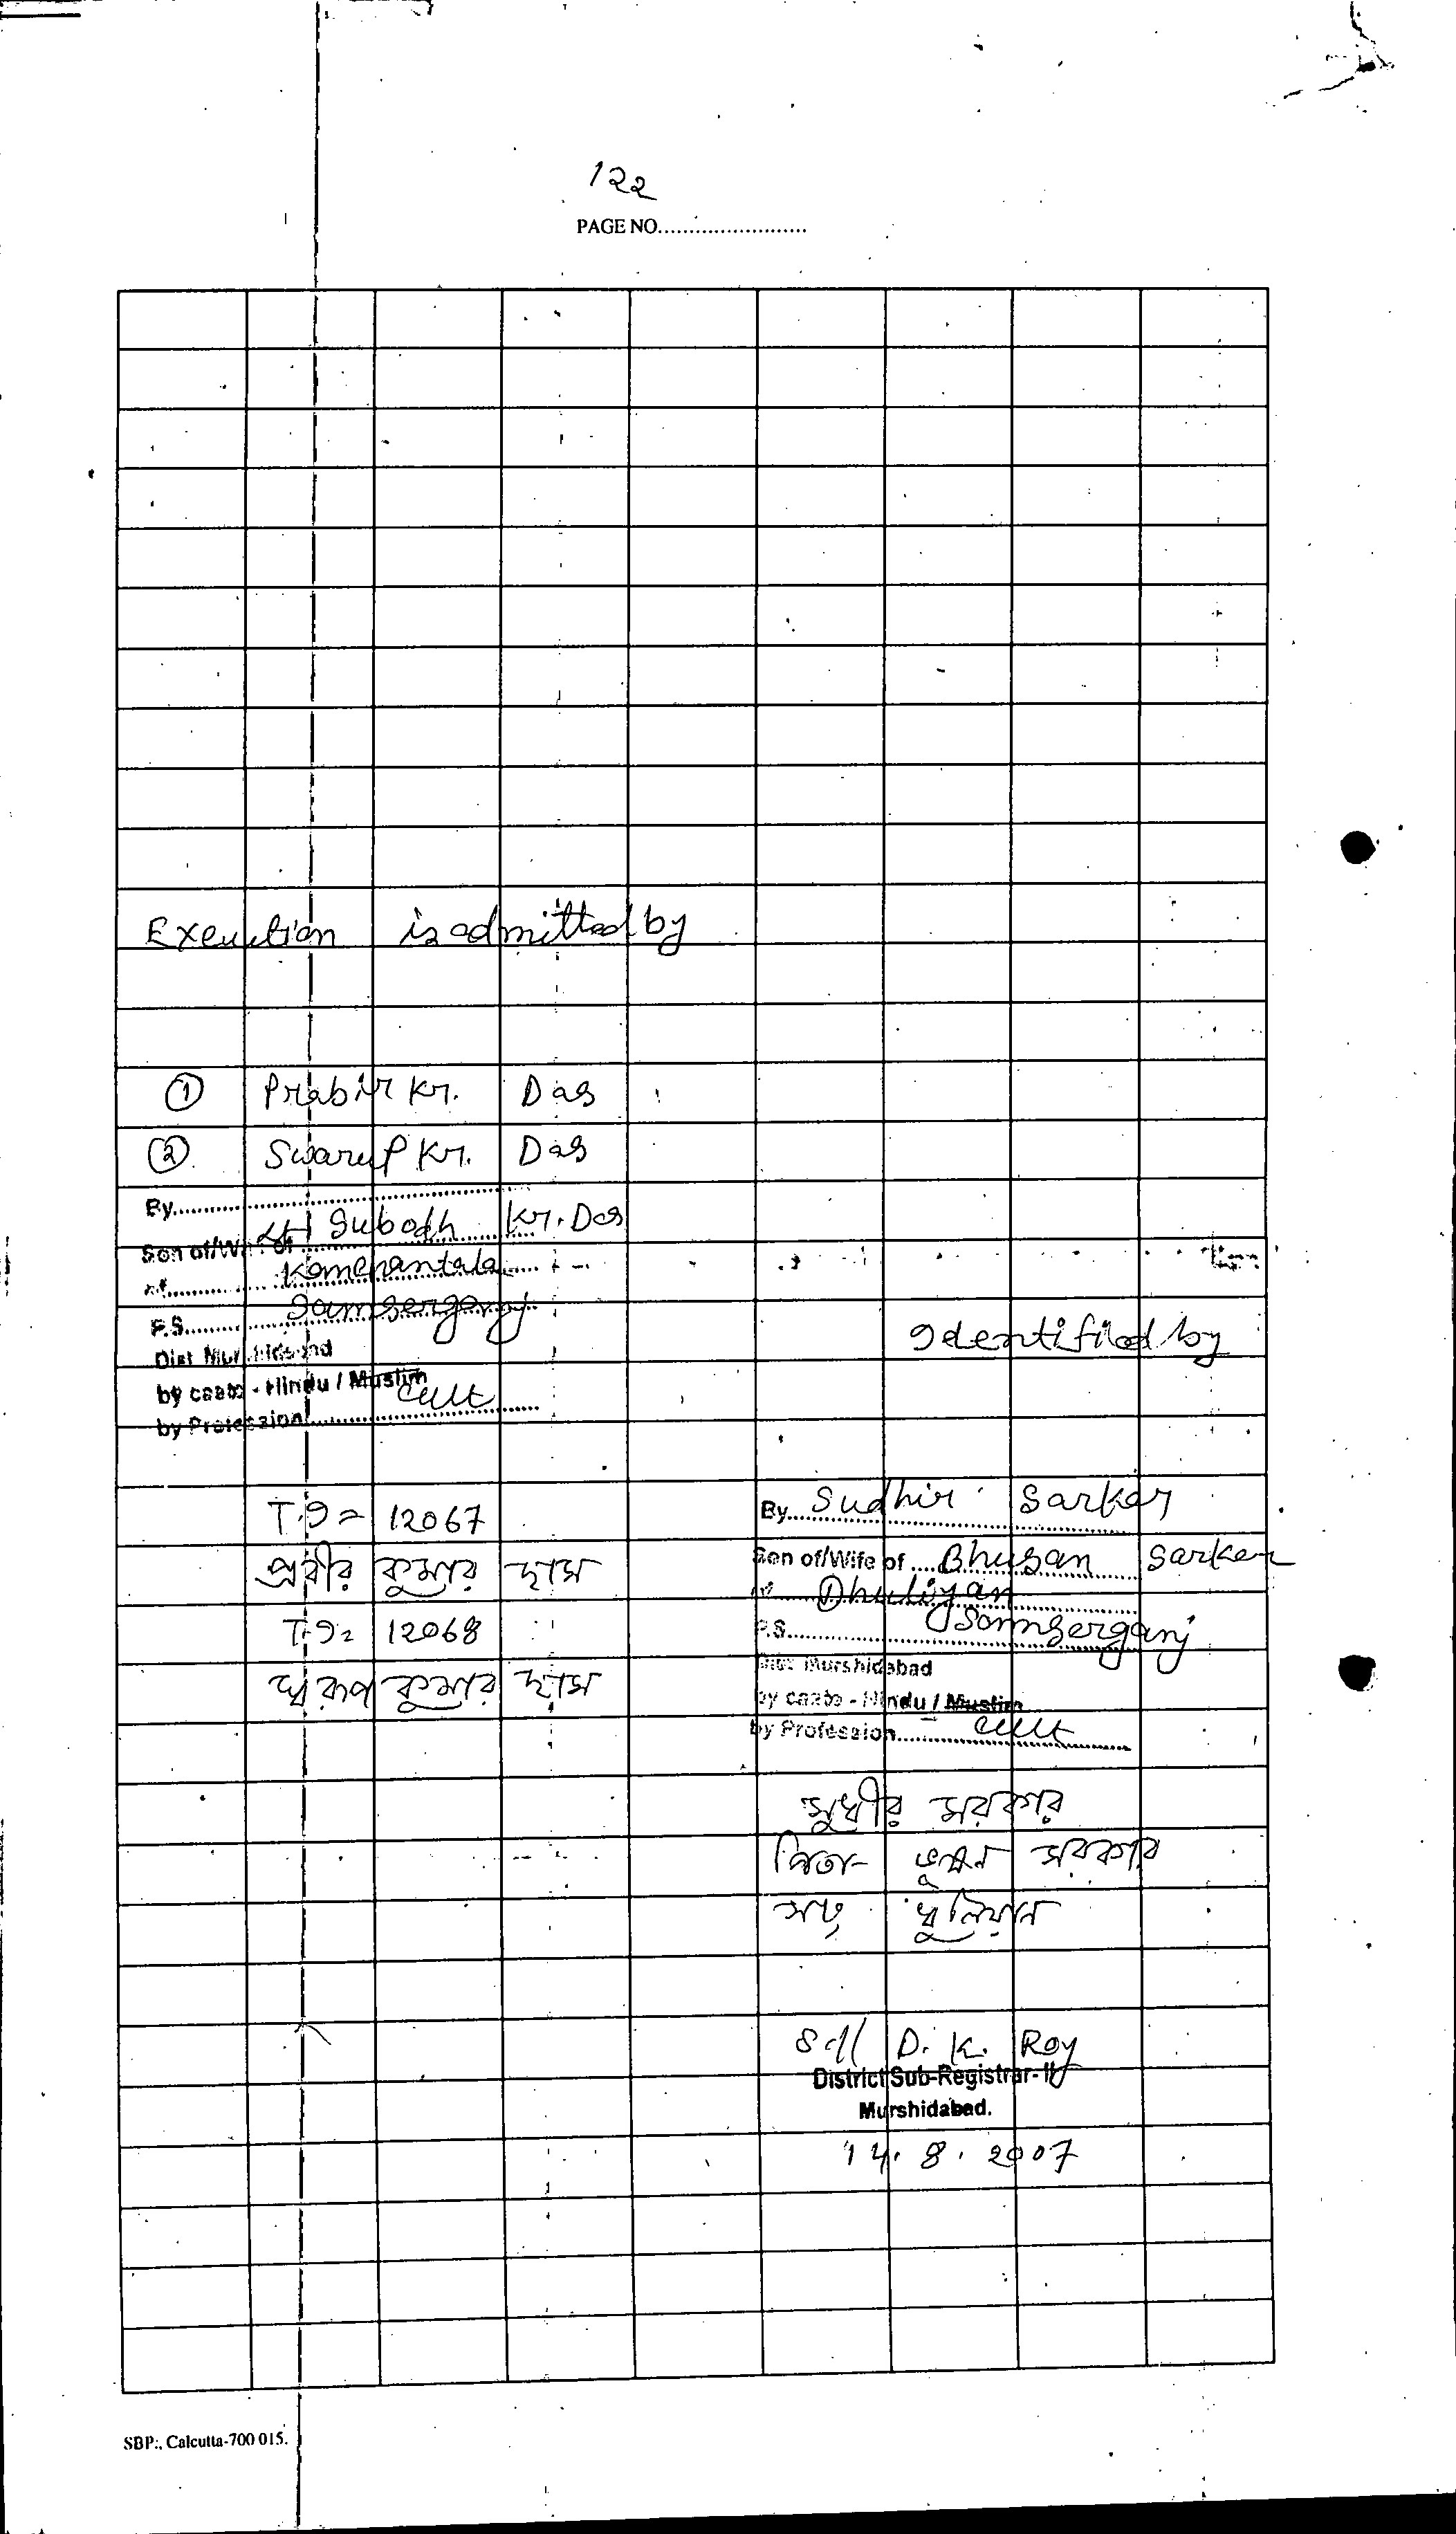 122
PAGE NO.........................
Execution is admitted by
① Prabir Kr. Das
② Swarup Kr. Das
By
Son of/Wife of Lt Subodh Kr. Das
of Kanchantala
P.S. Samserganj
Dist Murshidabad
by caste - Hindu / Muslim
by Profession Cult
Identified by
T.I = 12067
প্রবীর কুমার দাস
T.I = 12068
স্বরূপ কুমার দাস
By Sudhir Sarkar
Son of/Wife of Bhusan Sarkar
of Dhuliyan
P.S. Samserganj
Dist Murshidabad
by caste - Hindu / Muslim
by Profession Cult
সুধীর সরকার
পিতা- ভূষন সরকার
সাং ধুলিয়ান
Sd/ D. K. Roy
District Sub-Registrar-II
Murshidabad.
14. 8. 2007
SBP:, Calcutta-700 015.